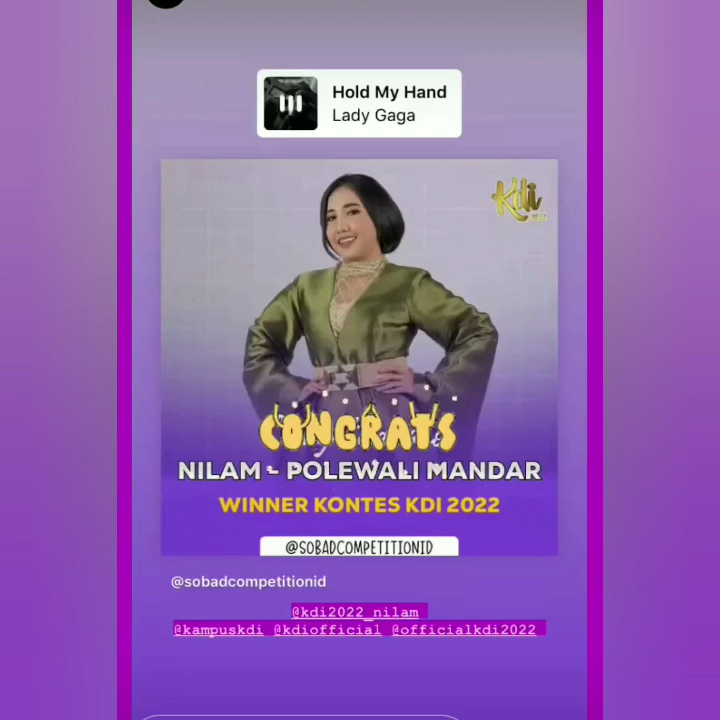 Hold My Hand
Lady Gaga
Kdi
CONGRATS
NILAM - POLEWALI MANDAR
WINNER KONTES KDI 2022
@SOBADCOMPETITIONID
@sobadcompetitionid
@kdi2022_nilam
@kampuskdi @kdiofficial @officialkdi2022